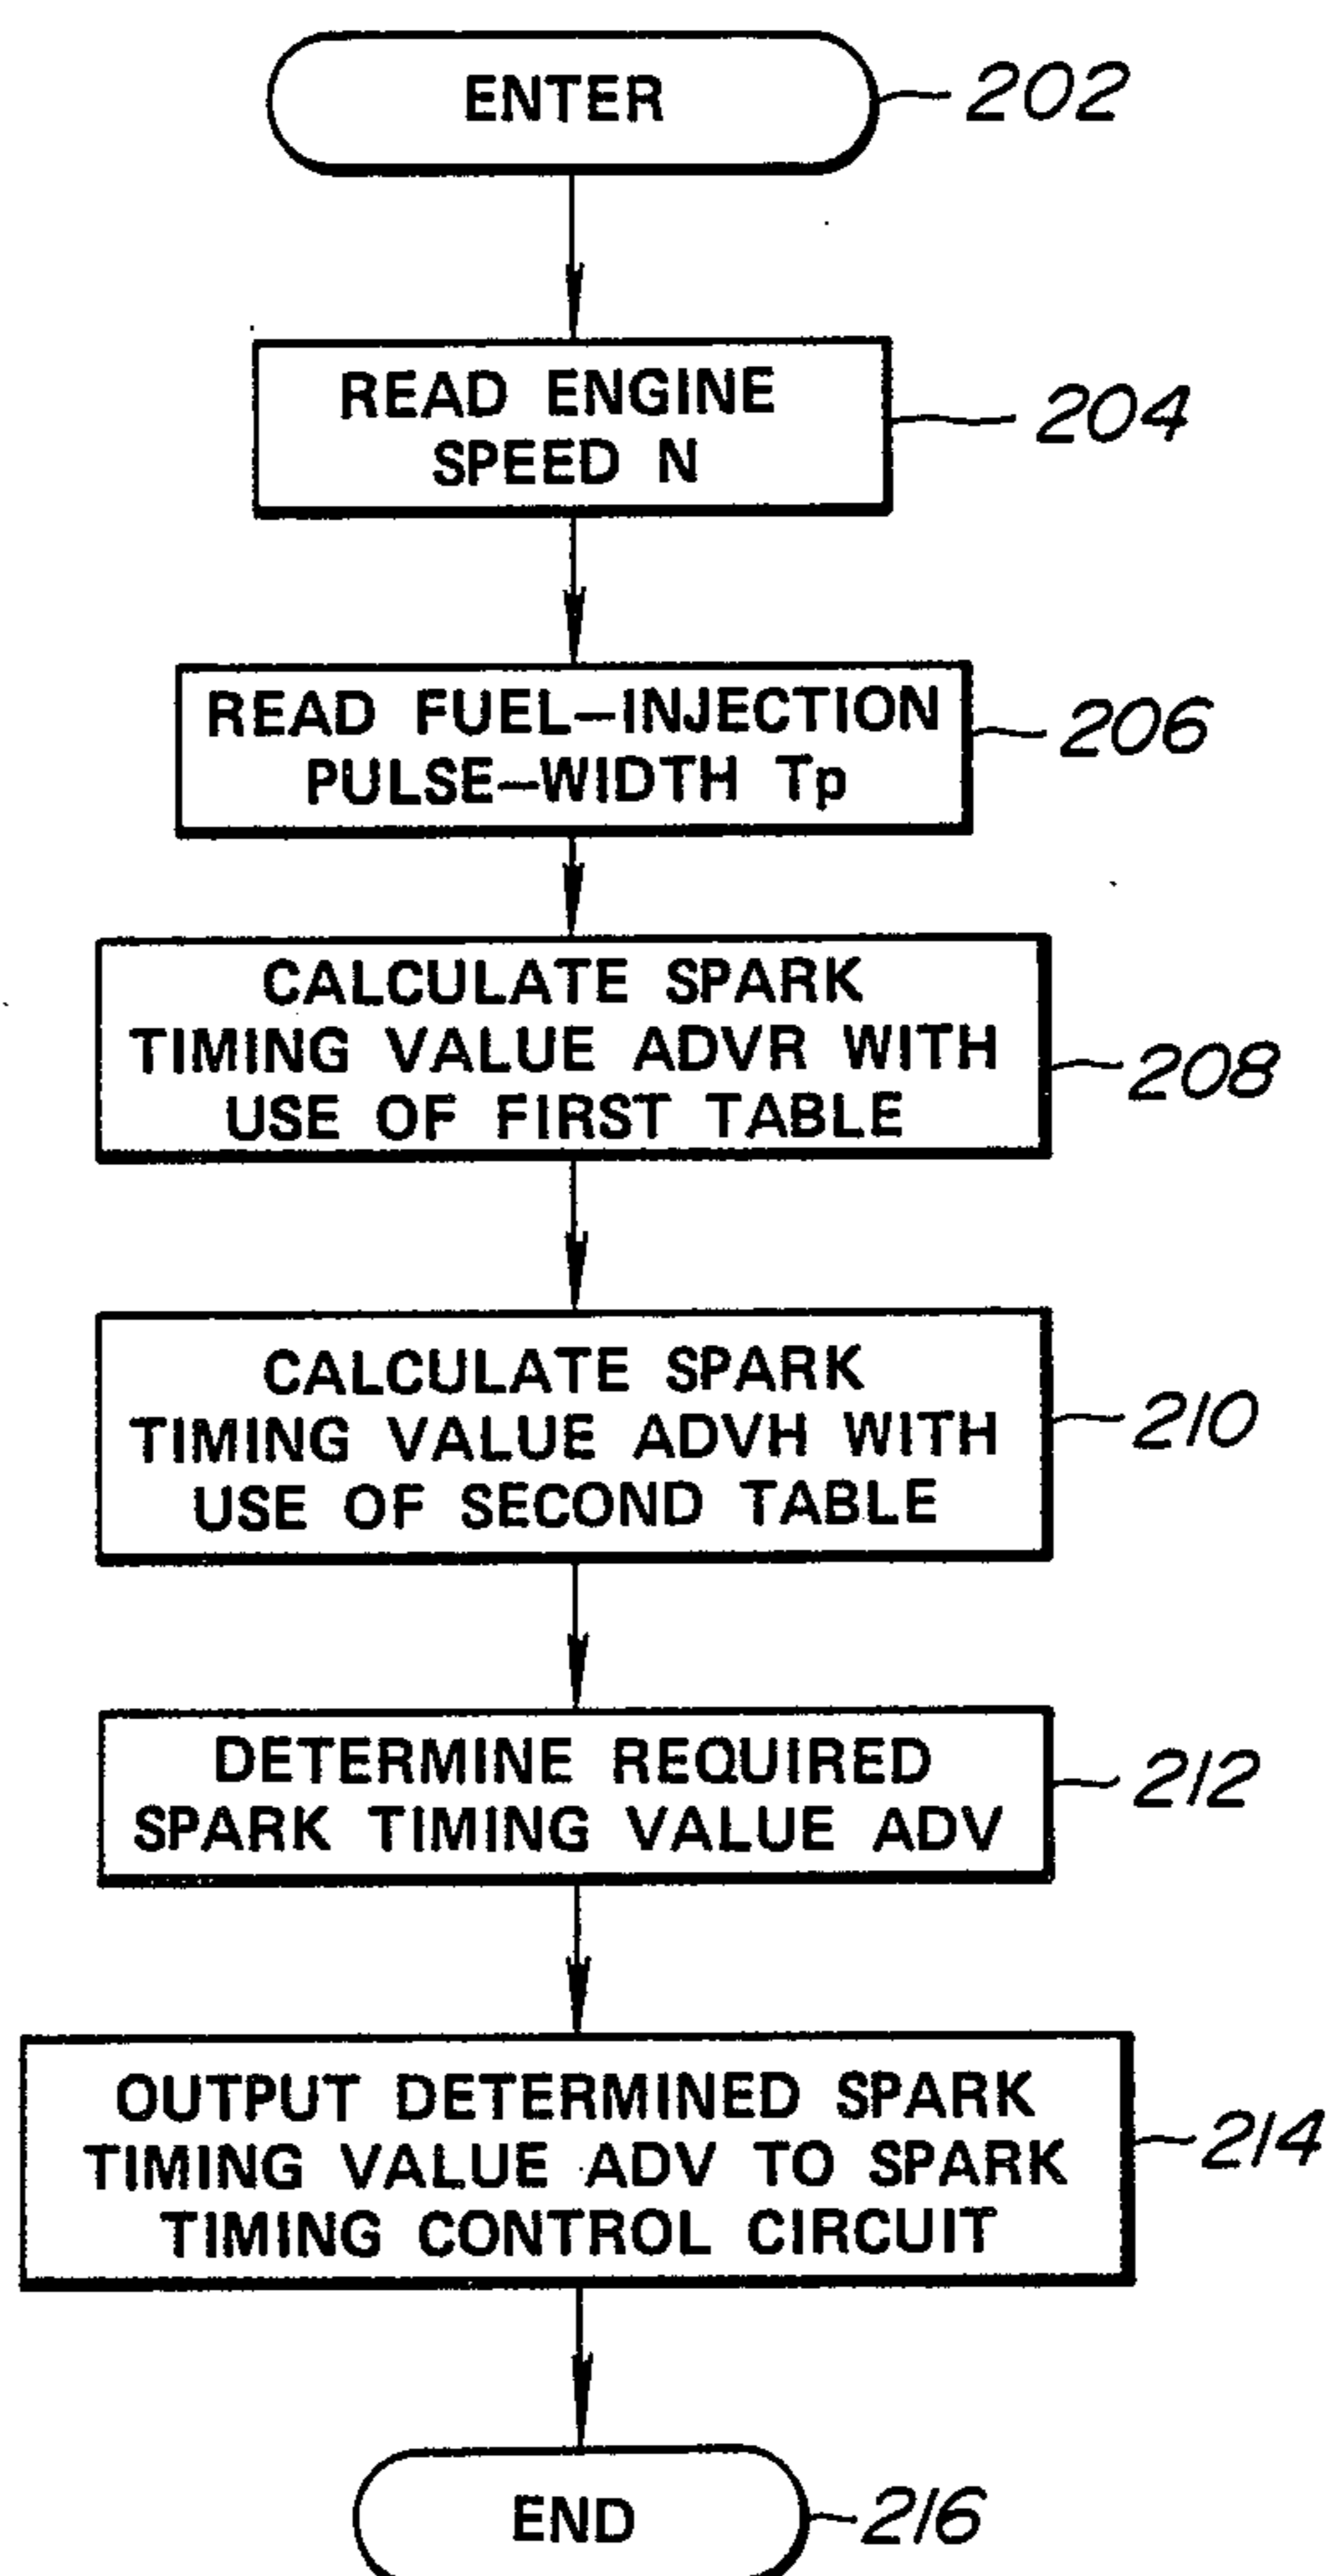 ENTER
202
READ ENGINE
SPEED N
204
READ FUEL-INJECTION
PULSE-WIDTH Tp
206
CALCULATE SPARK
TIMING VALUE ADVR WITH
USE OF FIRST TABLE
208
CALCULATE SPARK
TIMING VALUE ADVH WITH
USE OF SECOND TABLE
210
DETERMINE REQUIRED
SPARK TIMING VALUE ADV
212
OUTPUT DETERMINED SPARK
TIMING VALUE ADV TO SPARK
TIMING CONTROL CIRCUIT
214
END
216